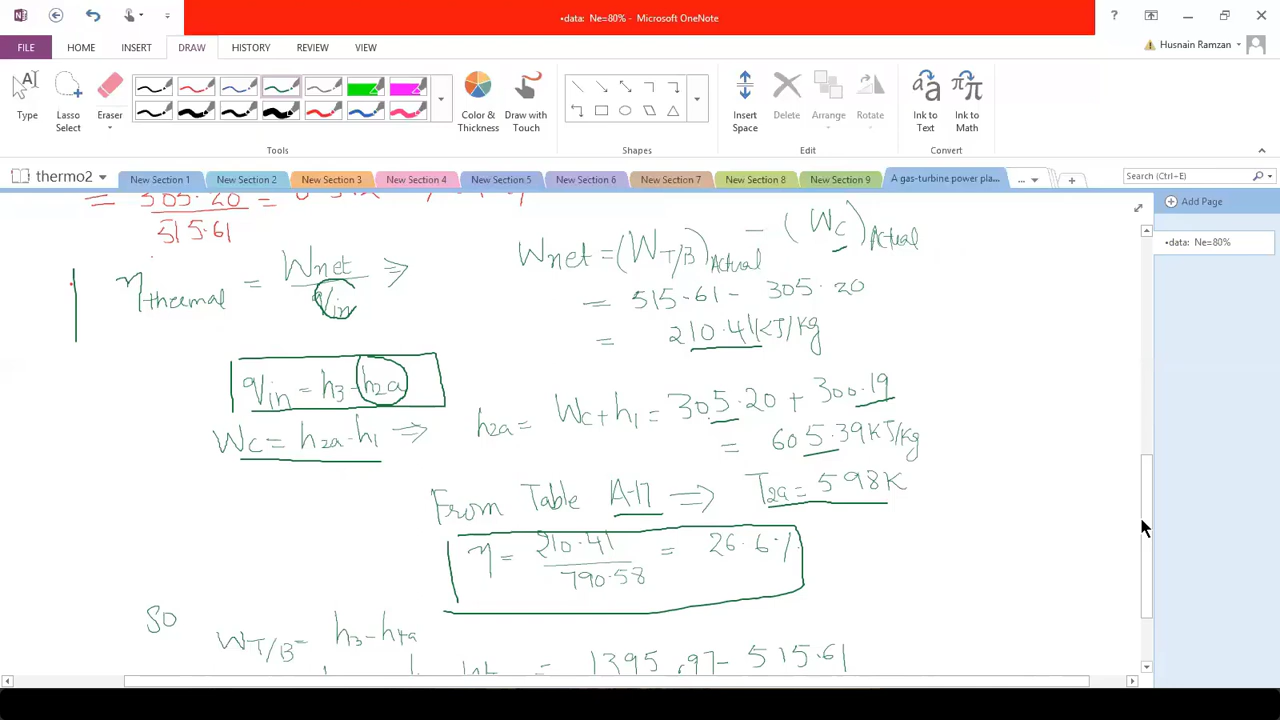 •data: Ne=80% - Microsoft OneNote
Husnain Ramzan
FILE HOME INSERT DRAW HISTORY REVIEW VIEW
Type Lasso Select Eraser Color & Thickness Draw with Touch Insert Space Delete Arrange Rotate Ink to Text Ink to Math
Tools Shapes Edit Convert
thermo2 New Section 1 New Section 2 New Section 3 New Section 4 New Section 5 New Section 6 New Section 7 New Section 8 New Section 9 A gas-turbine power pla... Search (Ctrl+E)
Add Page
•data: Ne=80%
= 305.20 / 515.61 =
η thermal = Wnet / qin ⇒
Wnet = (WT/B)Actual - (Wc)Actual
= 515.61 - 305.20
= 210.41 KJ/kg
qin = h3 - h2a
Wc = h2a - h1 ⇒ h2a = Wc + h1 = 305.20 + 300.19
= 605.39 KJ/kg
From Table A-17 ⇒ T2a = 598K
η = 210.41 / 790.58 = 26.6%
SO
WT/B = h3 - h4a
= 1395.97 - 515.61